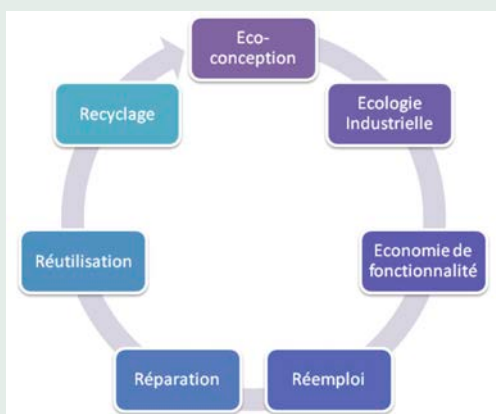 Eco-
conception
Ecologie
Industrielle
Economie de
fonctionnalité
Réemploi
Réparation
Réutilisation
Recyclage